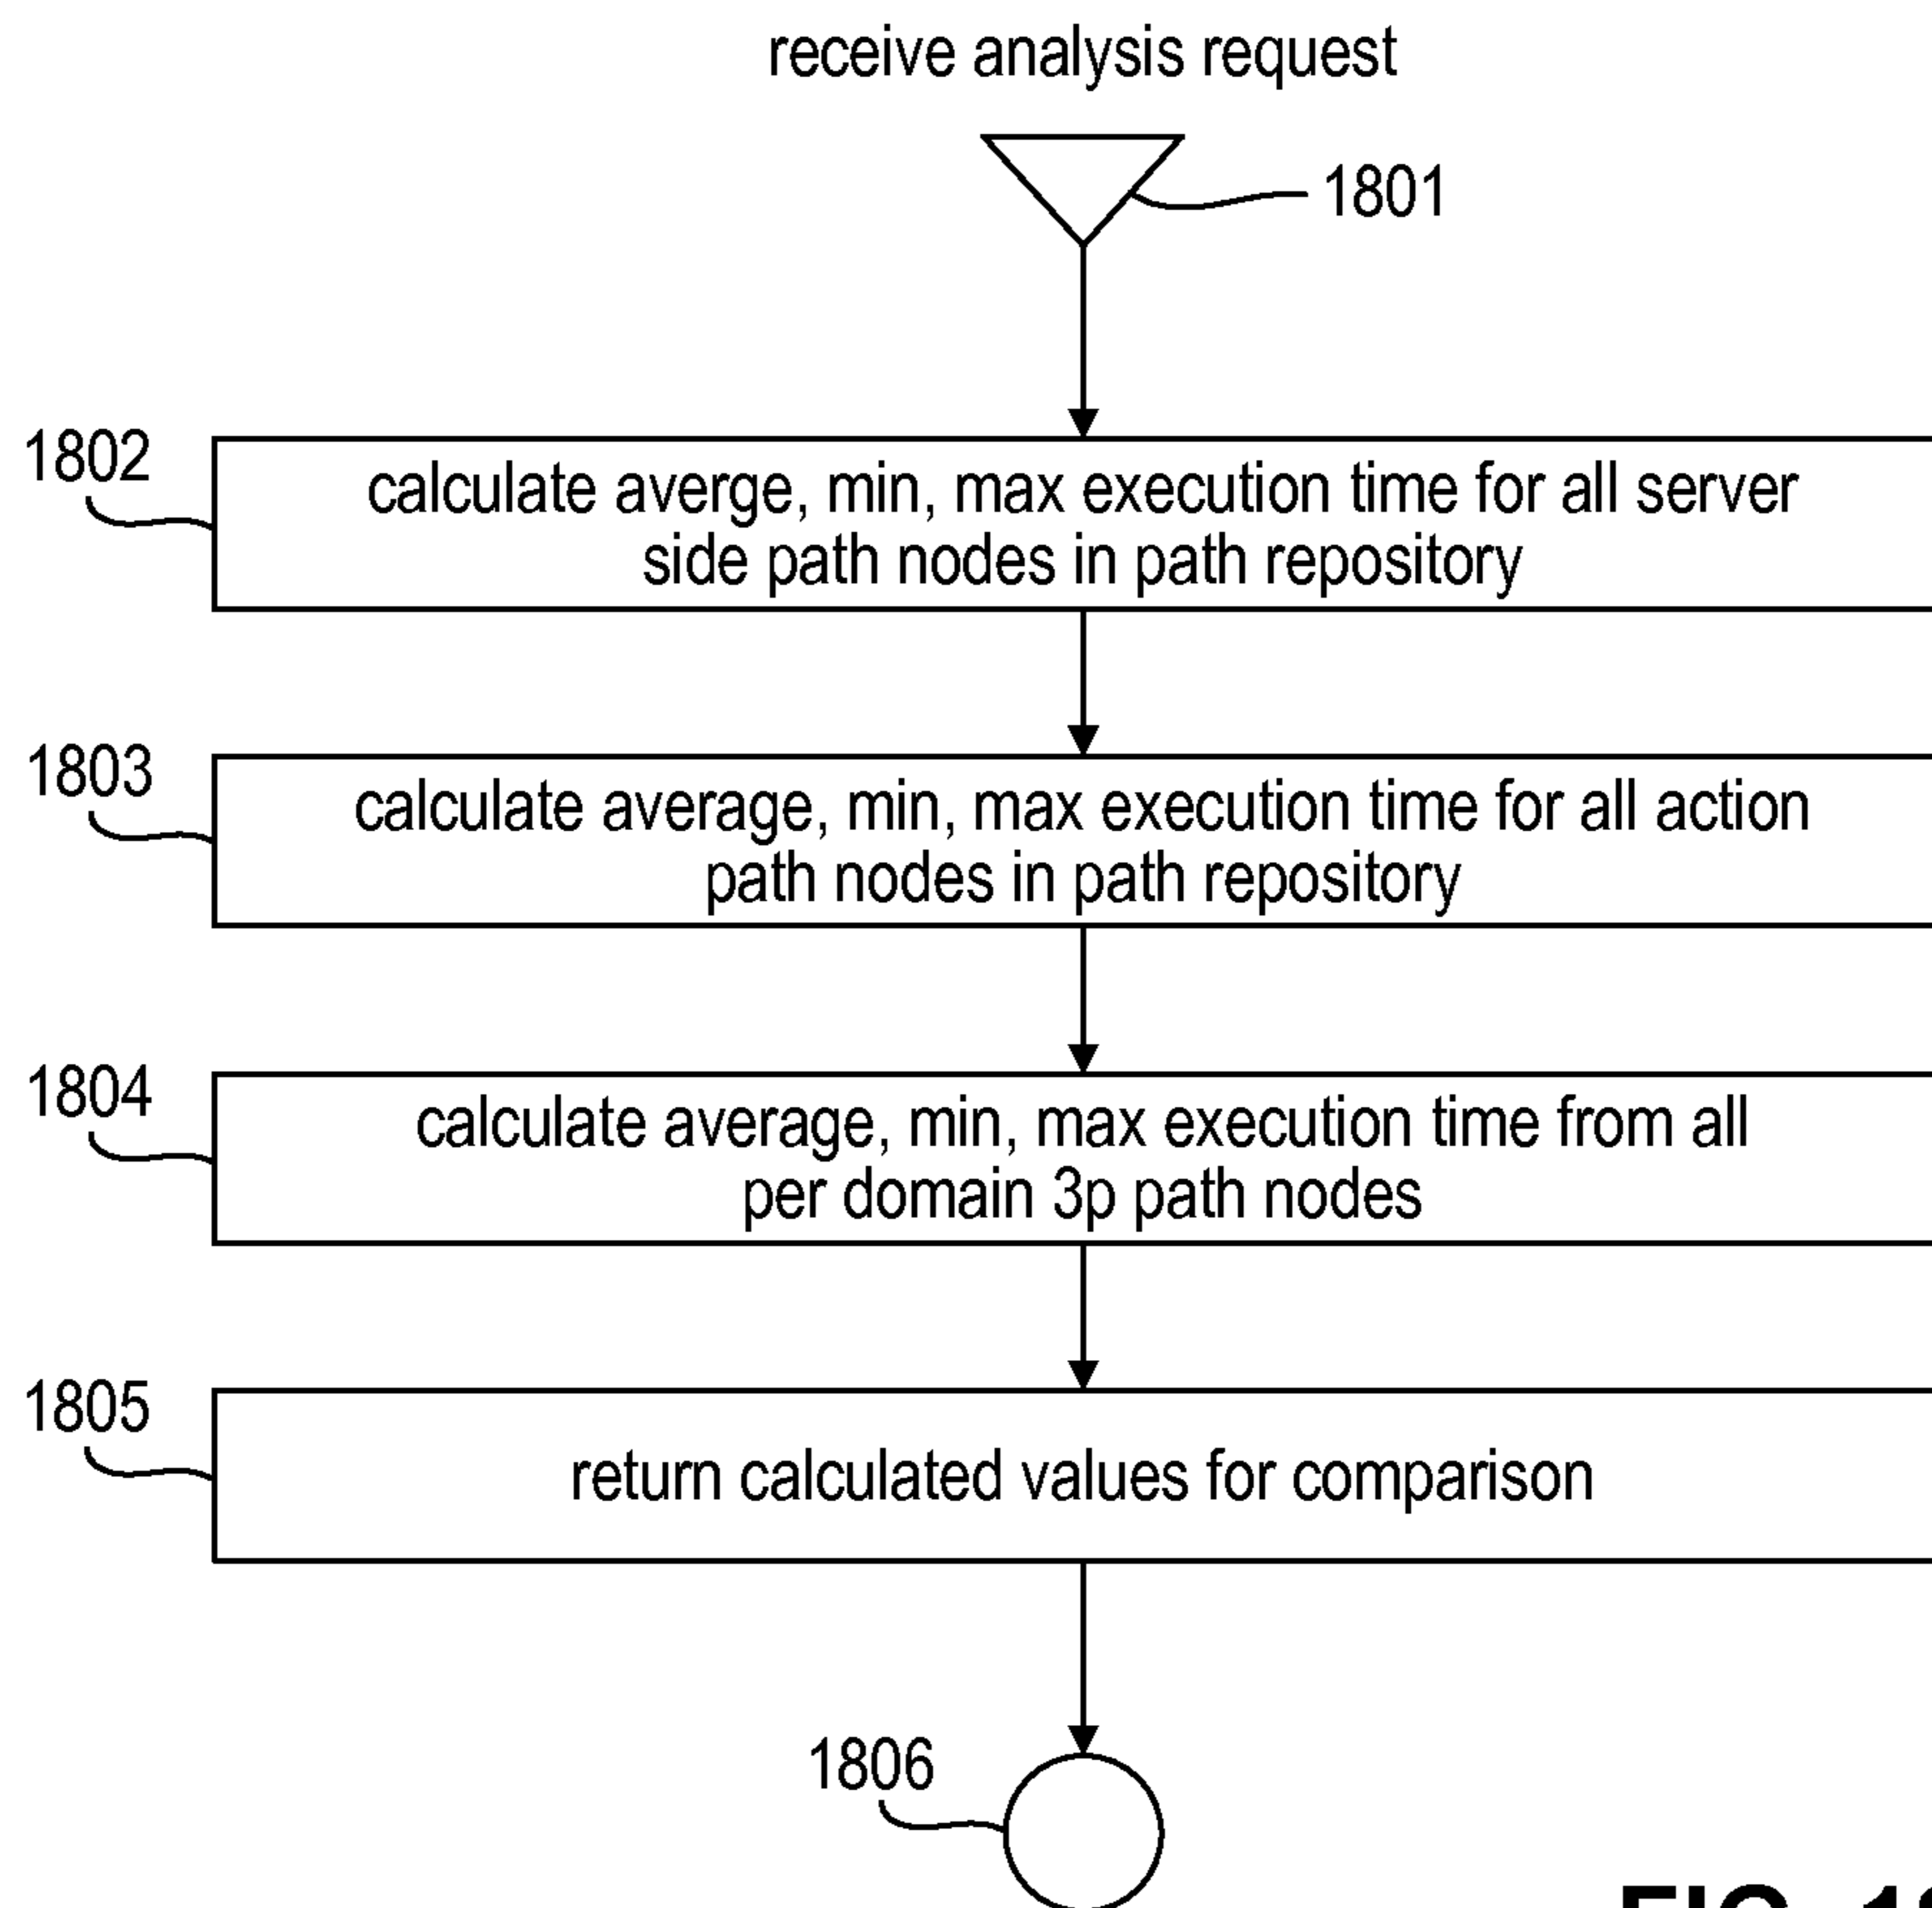 receive analysis request
1801
1802
calculate averge, min, max execution time for all server
side path nodes in path repository
1803
calculate average, min, max execution time for all action
path nodes in path repository
1804
calculate average, min, max execution time from all
per domain 3p path nodes
1805
return calculated values for comparison
1806